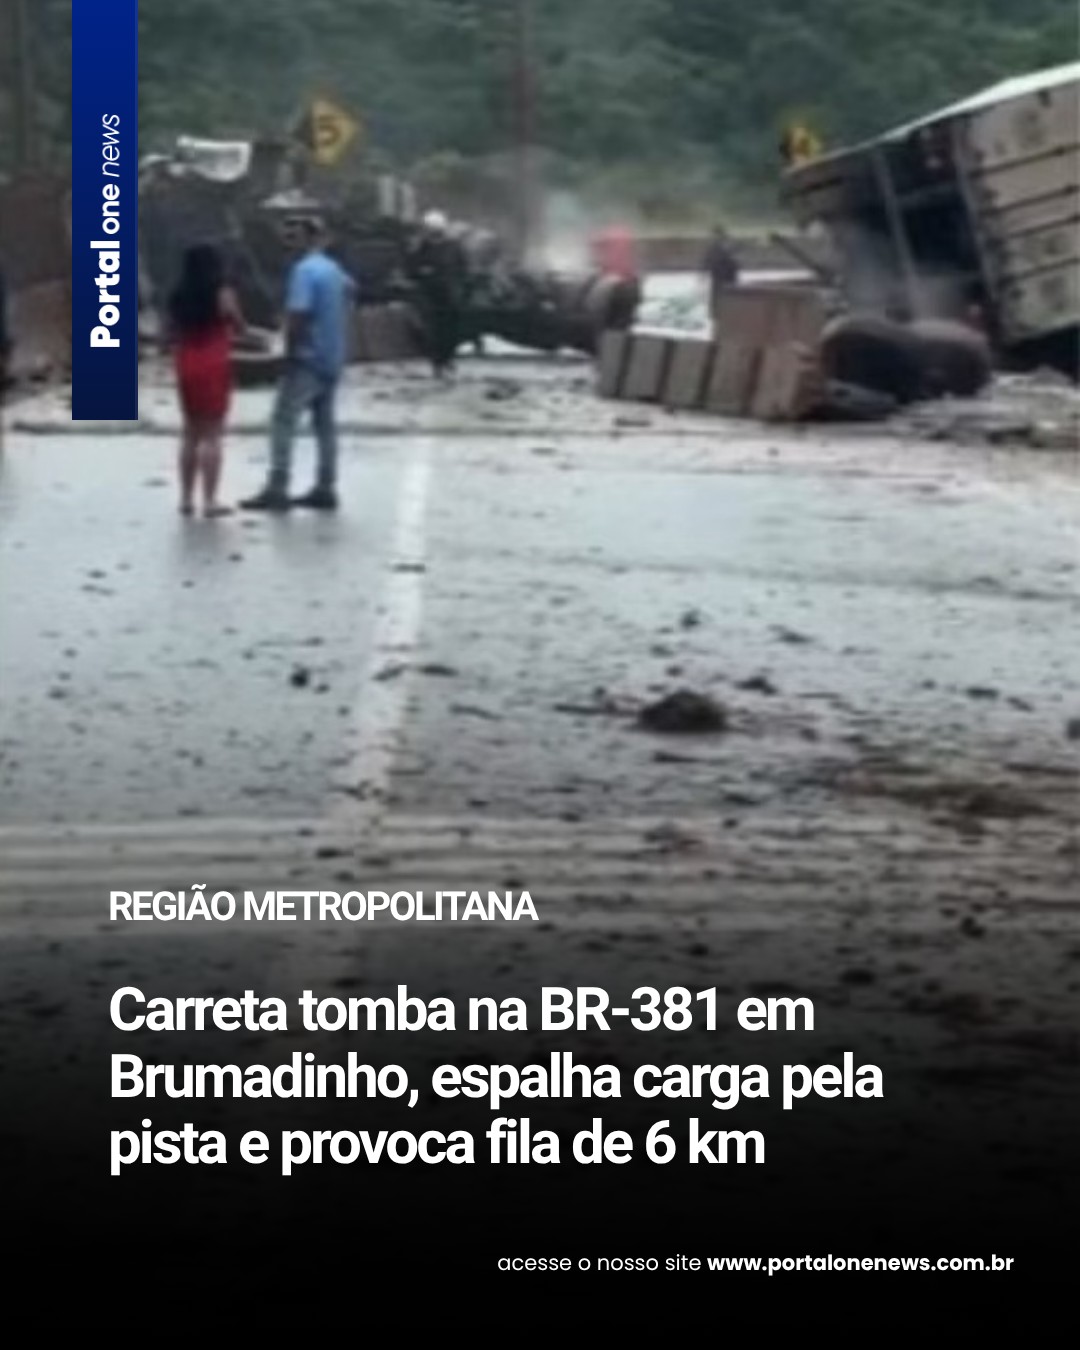 Portal one news
REGIÃO METROPOLITANA
Carreta tomba na BR-381 em
Brumadinho, espalha carga pela
pista e provoca fila de 6 km
acesse o nosso site www.portalonenews.com.br